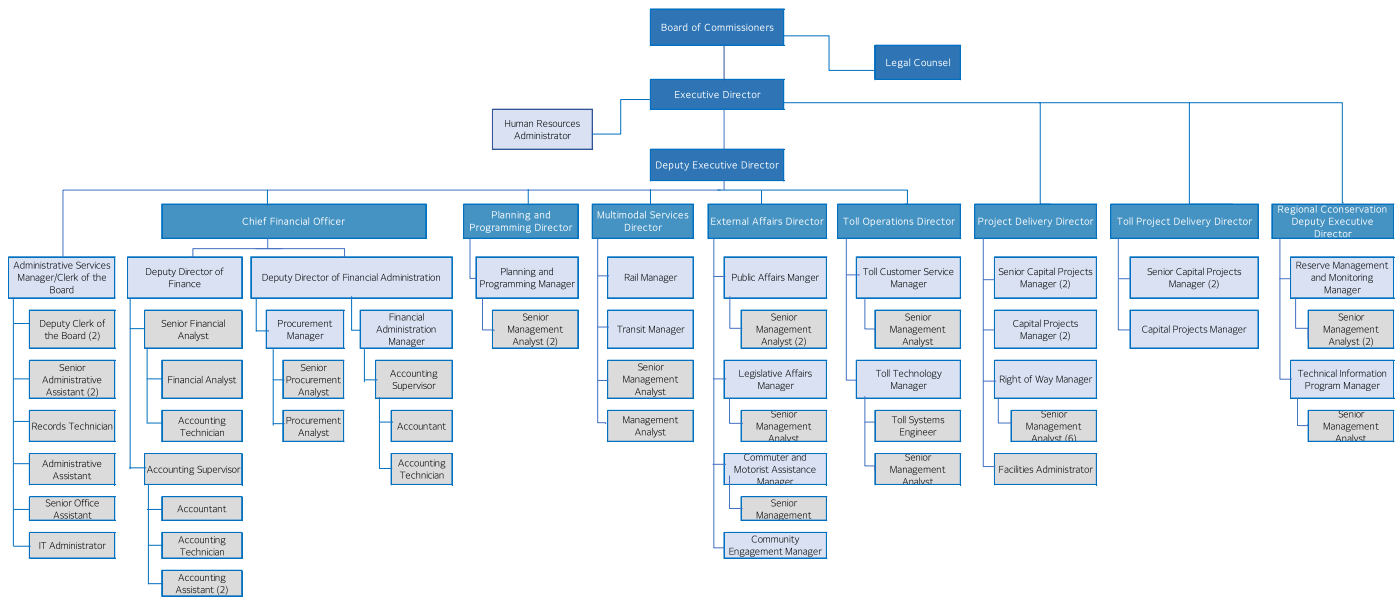 Board of Commissioners
Legal Counsel
Executive Director
Human Resources
Administrator
Deputy Executive Director
Chief Financial Officer
Planning and
Programming Director
Multimodal Services
Director
External Affairs Director
Toll Operations Director
Project Delivery Director
Toll Project Delivery Director
Regional Cconservation
Deputy Executive
Director
Administrative Services
Manager/Clerk of the
Board
Deputy Clerk of
the Board (2)
Senior
Administrative
Assistant (2)
Records Technician
Administrative
Assistant
Senior Office
Assistant
IT Administrator
Deputy Director of
Finance
Senior Financial
Analyst
Financial Analyst
Accounting
Technician
Accounting Supervisor
Accountant
Accounting
Technician
Accounting
Assistant (2)
Deputy Director of Financial Administration
Procurement
Manager
Senior
Procurement
Analyst
Procurement
Analyst
Financial
Administration
Manager
Accounting
Supervisor
Accountant
Accounting
Technician
Planning and
Programming Manager
Senior
Management
Analyst (2)
Rail Manager
Transit Manager
Senior
Management
Analyst
Management
Analyst
Public Affairs Manger
Senior
Management
Analyst (2)
Legislative Affairs
Manager
Senior
Management
Analyst
Commuter and
Motorist Assistance
Manager
Senior
Management
Community
Engagement Manager
Toll Customer Service
Manager
Senior
Management
Analyst
Toll Technology
Manager
Toll Systems
Engineer
Senior
Management
Analyst
Senior Capital Projects
Manager (2)
Capital Projects
Manager (2)
Right of Way Manager
Senior
Management
Analyst (6)
Facilities Administrator
Senior Capital Projects
Manager (2)
Capital Projects Manager
Reserve Management
and Monitoring
Manager
Senior
Management
Analyst (2)
Technical Information
Program Manager
Senior
Management
Analyst